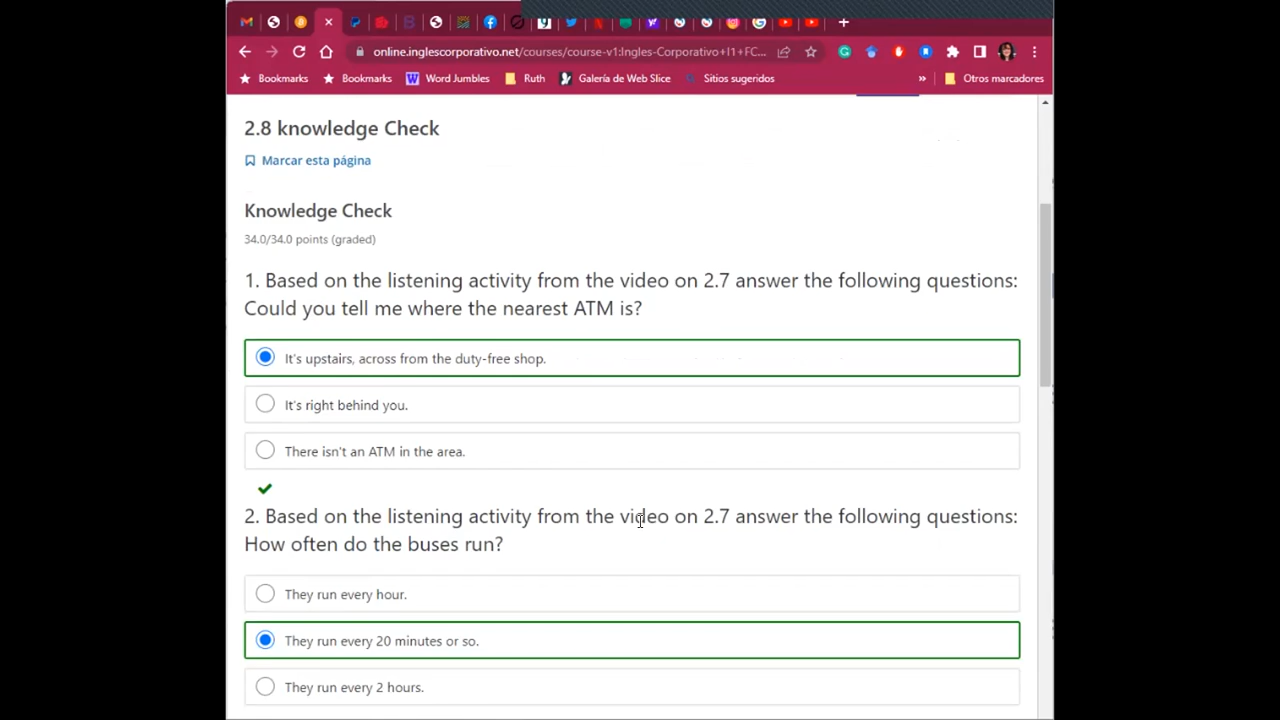 online.inglescorporativo.net/courses/course-v1:Ingles-Corporativo+I1+FC...
Bookmarks Bookmarks Word Jumbles Ruth Galería de Web Slice Sitios sugeridos » Otros marcadores
2.8 knowledge Check
Marcar esta página
Knowledge Check
34.0/34.0 points (graded)
1. Based on the listening activity from the video on 2.7 answer the following questions:
Could you tell me where the nearest ATM is?
It's upstairs, across from the duty-free shop.
It's right behind you.
There isn't an ATM in the area.
2. Based on the listening activity from the video on 2.7 answer the following questions:
How often do the buses run?
They run every hour.
They run every 20 minutes or so.
They run every 2 hours.